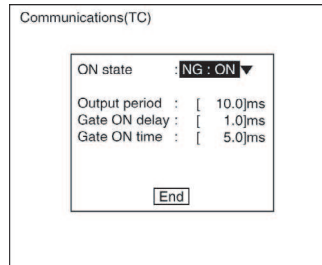 Communications(TC)
ON state : NG : ON ▼
Output period : [ 10.0]ms
Gate ON delay : [ 1.0]ms
Gate ON time : [ 5.0]ms
End